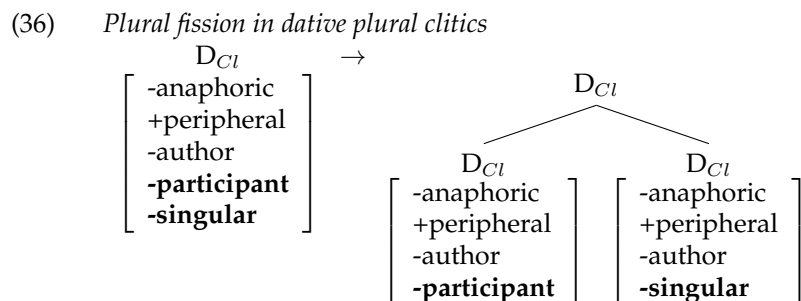 (36) Plural fission in dative plural clitics
D_Cl →
-anaphoric
+peripheral
-author
-participant
-singular
D_Cl
D_Cl D_Cl
-anaphoric -anaphoric
+peripheral +peripheral
-author -author
-participant -singular